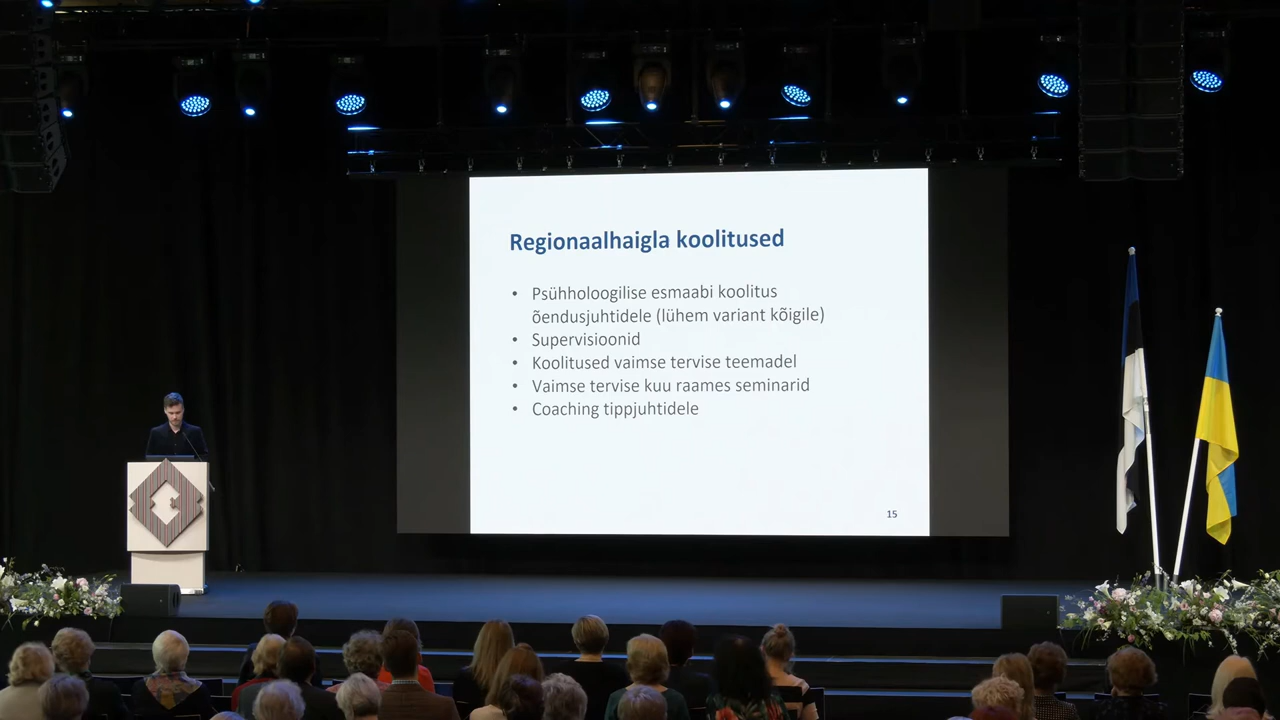 Regionaalhaigla koolitused
• Psühholoogilise esmaabi koolitus
õendusjuhtidele (lühem variant kõigile)
• Supervisioonid
• Koolitused vaimse tervise teemadel
• Vaimse tervise kuu raames seminarid
• Coaching tippjuhtidele
15